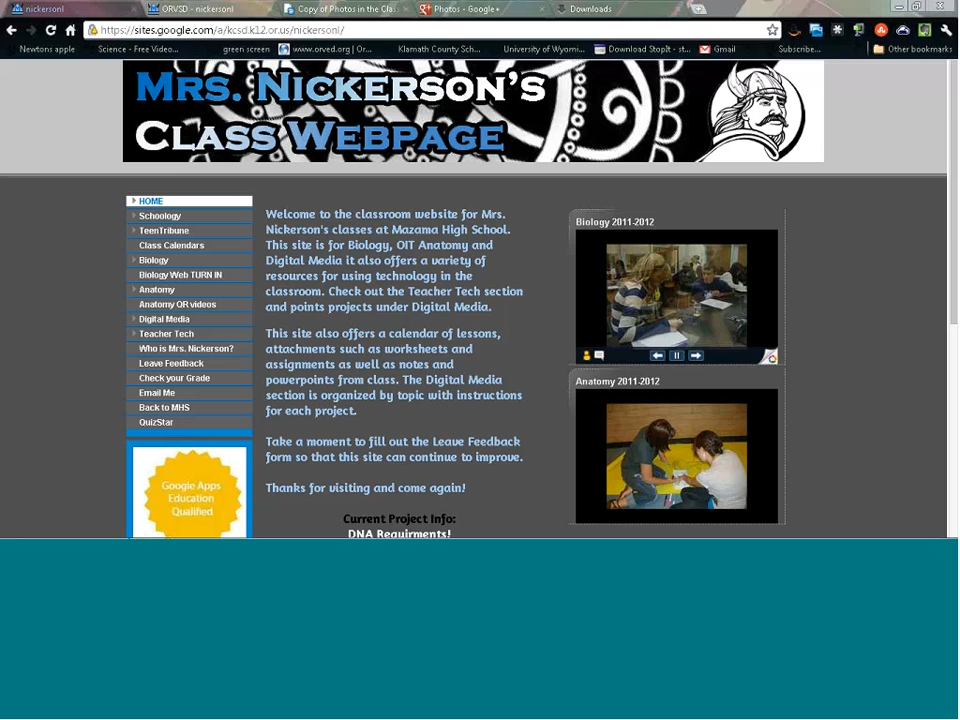 nickersonl
ORVSD - nickersonl
Copy of Photos in the Clas
Photos - Google+
Downloads
https://sites.google.com/a/kcsd.k12.or.us/nickersonl/
Newtons apple
Science - Free Video...
green screen
www.orved.org | Or...
Klamath County Sch...
University of Wyomi...
Download StopIt - st...
Gmail
Subscribe...
Other bookmarks
MRS. NICKERSON'S
CLASS WEBPAGE
HOME
Schoology
TeenTribune
Class Calendars
Biology
Biology Web TURN IN
Anatomy
Anatomy QR videos
Digital Media
Teacher Tech
Who is Mrs. Nickerson?
Leave Feedback
Check your Grade
Email Me
Back to MHS
QuizStar
Google Apps
Education
Qualified
Welcome to the classroom website for Mrs.
Nickerson's classes at Mazama High School.
This site is for Biology, OIT Anatomy and
Digital Media it also offers a variety of
resources for using technology in the
classroom. Check out the Teacher Tech section
and points projects under Digital Media.
This site also offers a calendar of lessons,
attachments such as worksheets and
assignments as well as notes and
powerpoints from class. The Digital Media
section is organized by topic with instructions
for each project.
Take a moment to fill out the Leave Feedback
form so that this site can continue to improve.
Thanks for visiting and come again!
Current Project Info:
DNA Requirments!
Biology 2011-2012
Anatomy 2011-2012